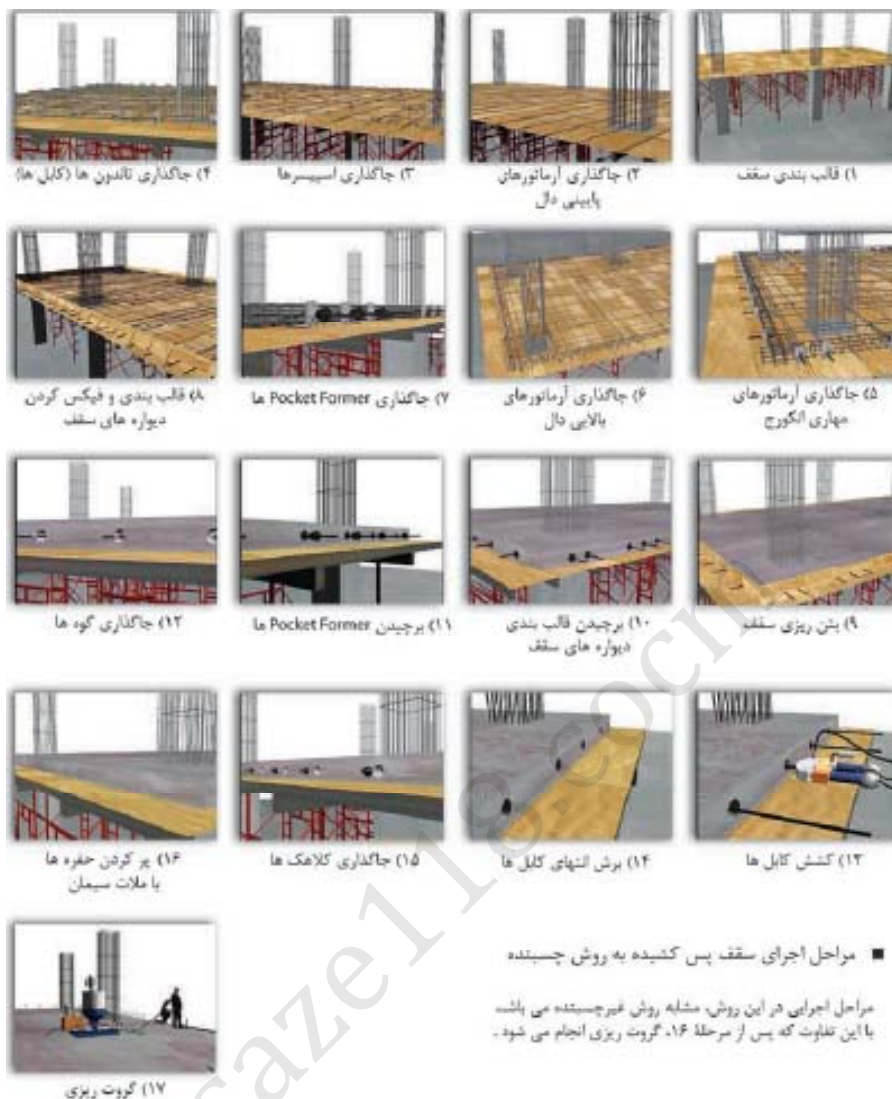 ۱) قالب بندی سقف
۲) جاگذاری آرماتورهای
پایینی دال
۳) جاگذاری اسپیسرها
۴) جاگذاری تاندون ها (کابل ها)
۵) جاگذاری آرماتورهای
مهاری انکورج
۶) جاگذاری آرماتورهای
بالایی دال
۷) جاگذاری Pocket Former ها
۸) قالب بندی و فیکس کردن
دیواره های سقف
۹) بتن ریزی سقف
۱۰) برچیدن قالب بندی
دیواره های سقف
۱۱) برچیدن Pocket Former ها
۱۲) جاگذاری گوه ها
۱۳) کشش کابل ها
۱۴) برش انتهای کابل ها
۱۵) جاگذاری کلاهک ها
۱۶) پر کردن حفره ها
با ملات سیمان
■ مراحل اجرای سقف پس کشیده به روش چسبنده
مراحل اجرایی در این روش، مشابه روش غیرچسبنده می باشد
با این تفاوت که پس از مرحلۀ ۱۶، گروت ریزی انجام می شود .
۱۷) گروت ریزی